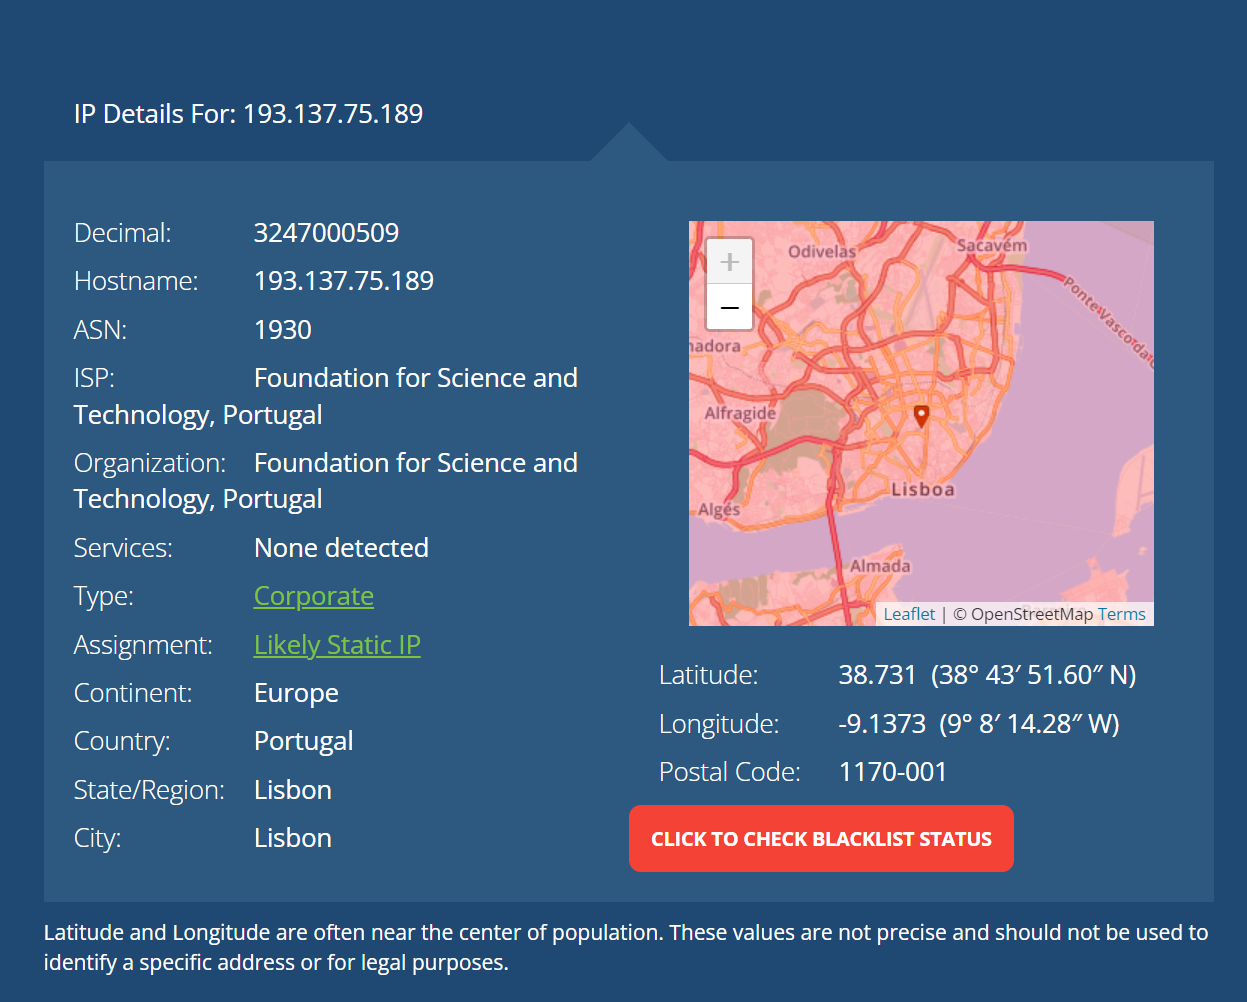 IP Details For: 193.137.75.189
Decimal: 3247000509
Hostname: 193.137.75.189
ASN: 1930
ISP: Foundation for Science and
Technology, Portugal
Organization: Foundation for Science and
Technology, Portugal
Services: None detected
Type: Corporate
Assignment: Likely Static IP
Continent: Europe
Country: Portugal
State/Region: Lisbon
City: Lisbon
+
−
Odivelas
Sacavém
Ponte Vasco da
nadora
Alfragide
Lisboa
Algés
Almada
Leaflet | © OpenStreetMap Terms
Latitude: 38.731 (38° 43′ 51.60″ N)
Longitude: -9.1373 (9° 8′ 14.28″ W)
Postal Code: 1170-001
CLICK TO CHECK BLACKLIST STATUS
Latitude and Longitude are often near the center of population. These values are not precise and should not be used to
identify a specific address or for legal purposes.